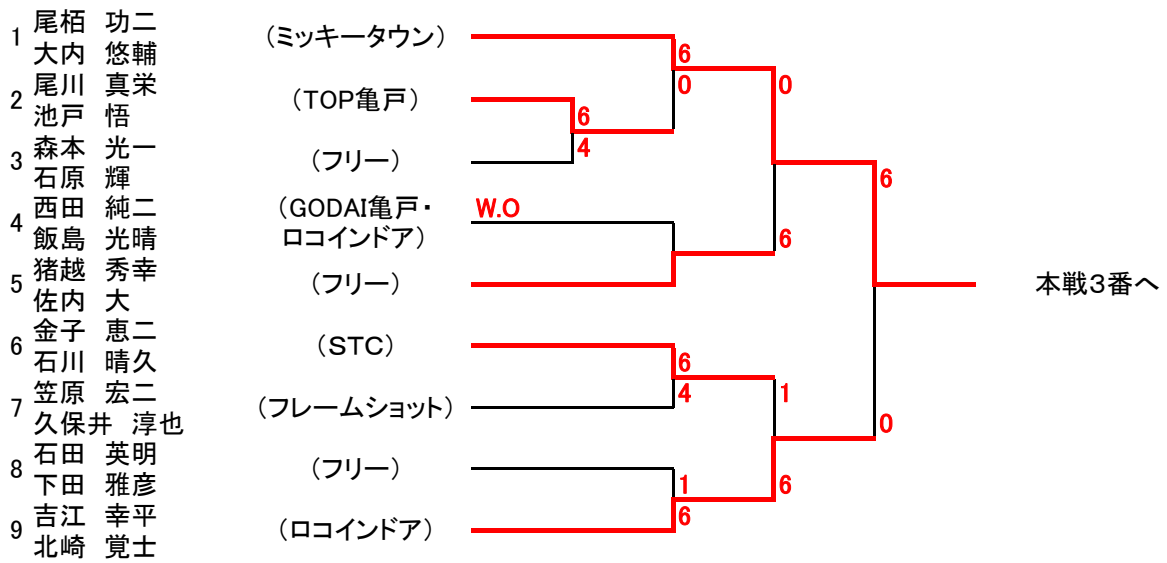 1 尾栢 功二 (ミッキータウン)
大内 悠輔
6
0
0
2 尾川 真栄 (TOP亀戸)
池戸 悟
6
4
3 森本 光一 (フリー)
石原 輝
6
4 西田 純二 (GODAI亀戸・ W.O
飯島 光晴 ロコインドア)
6
5 猪越 秀幸 (フリー)
佐内 大
本戦3番へ
6 金子 恵二 (STC)
石川 晴久
6
4
1
7 笠原 宏二 (フレームショット)
久保井 淳也
0
8 石田 英明 (フリー)
下田 雅彦
1
6
6
9 吉江 幸平 (ロコインドア)
北崎 覚士